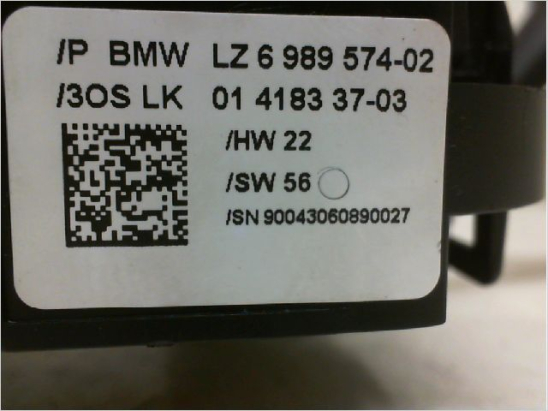 /P BMW LZ 6 989 574-02
/3OS LK 01 4183 37-03
/HW 22
/SW 56
/SN 90043060890027